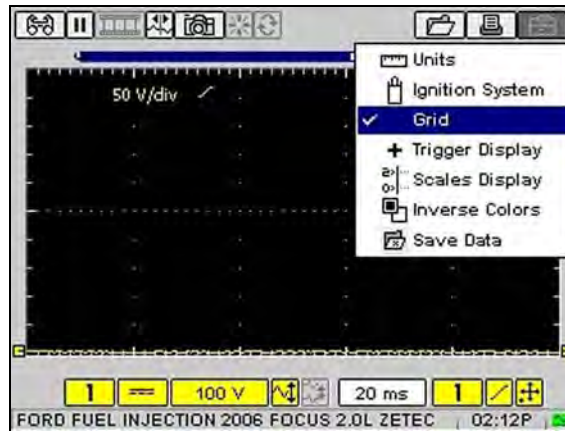 Units
50 V/div
Ignition System
Grid
Trigger Display
Scales Display
Inverse Colors
Save Data
1 100 V 20 ms 1
FORD FUEL INJECTION 2006 FOCUS 2.0L ZETEC 02:12P